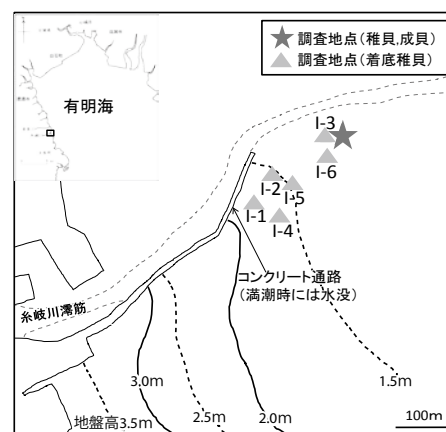 調査地点(稚貝,成貝)
調査地点(着底稚貝)
有明海
I-3
I-6
I-2
I-5
I-1
I-4
コンクリート通路
(満潮時には水没)
糸岐川澪筋
3.0m
1.5m
地盤高3.5m
2.5m
2.0m
100m